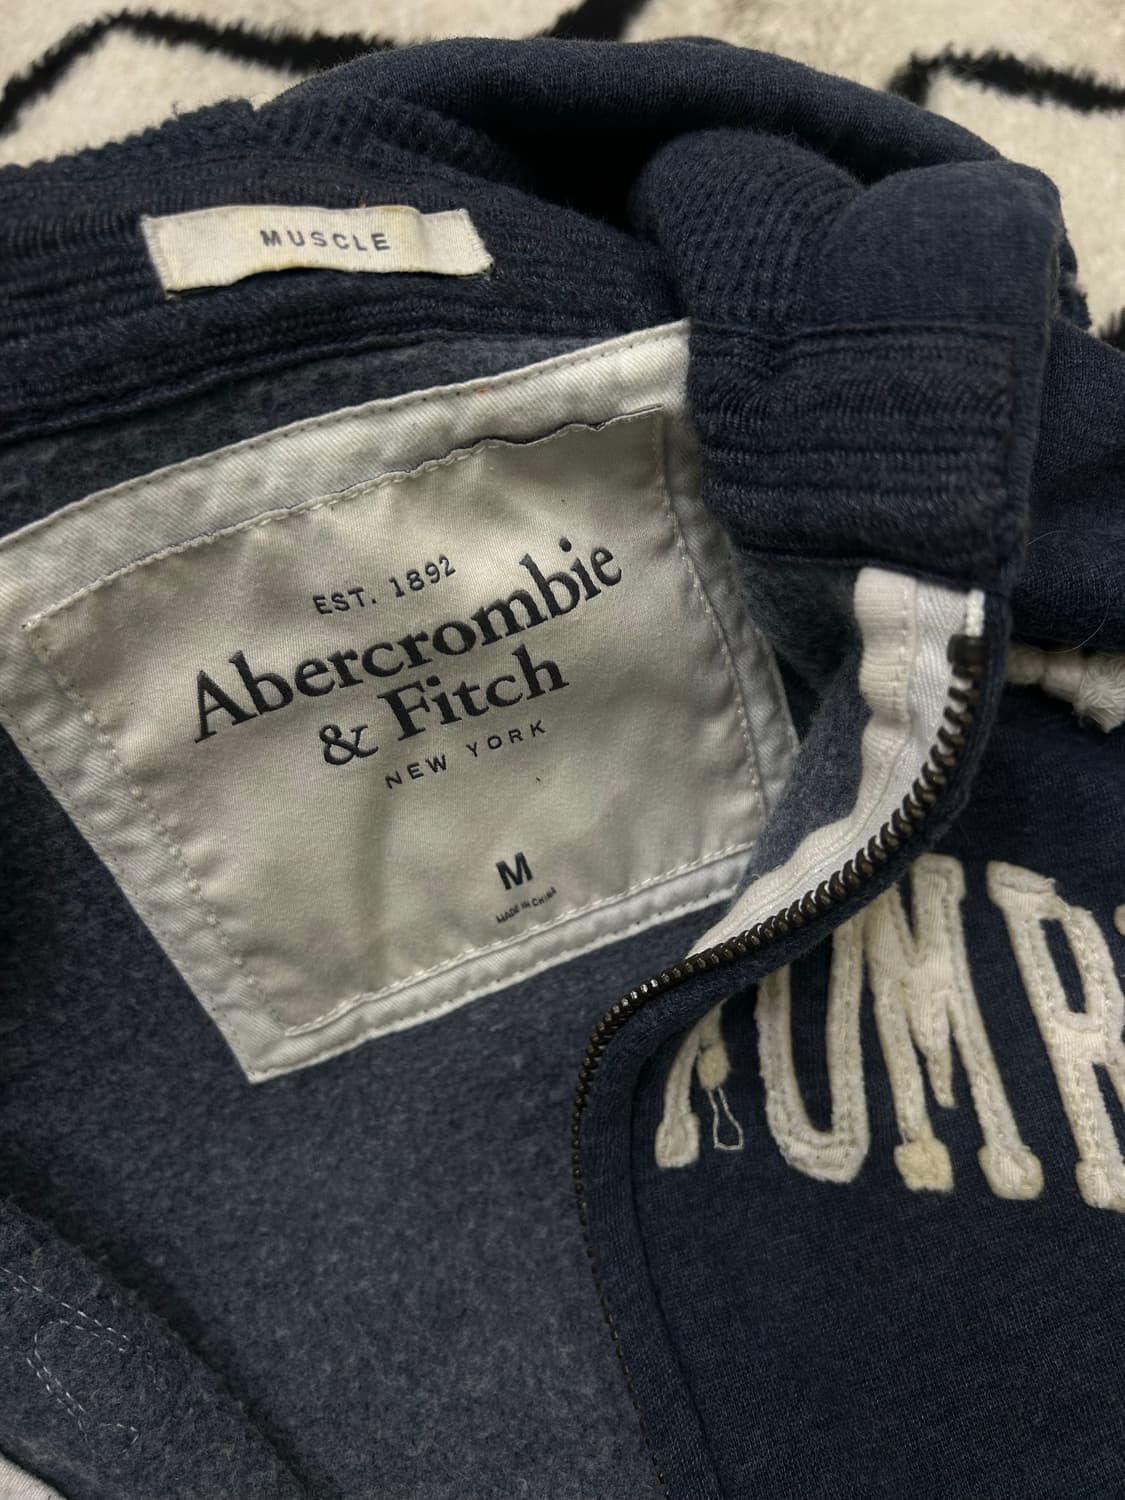 MUSCLE
EST. 1892
Abercrombie
& Fitch
NEW YORK
M
MADE IN CHINA